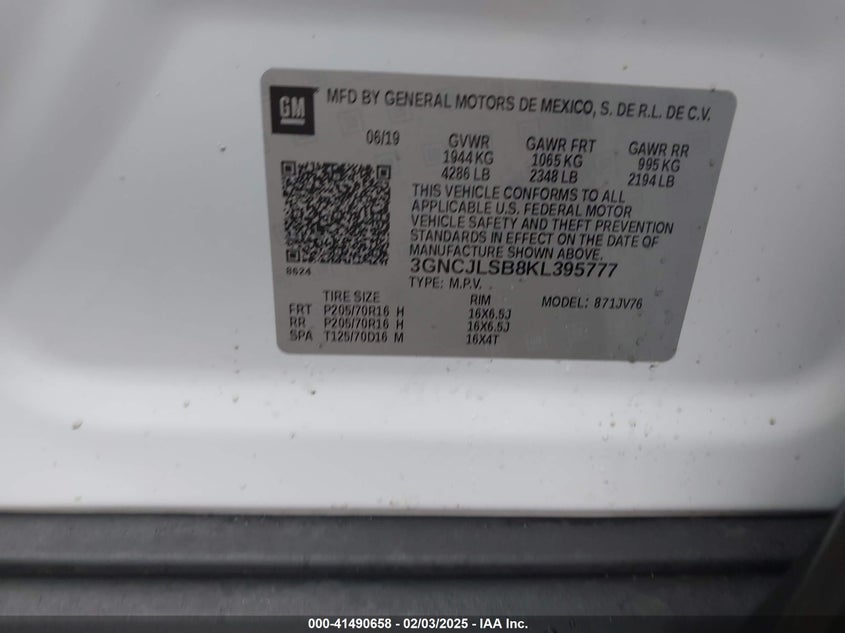 GM
MFD BY GENERAL MOTORS DE MEXICO, S. DE R.L. DE C.V.
06/19 GVWR GAWR FRT GAWR RR
1944 KG 1065 KG 995 KG
4286 LB 2348 LB 2194 LB
THIS VEHICLE CONFORMS TO ALL
APPLICABLE U.S. FEDERAL MOTOR
VEHICLE SAFETY AND THEFT PREVENTION
STANDARDS IN EFFECT ON THE DATE OF
MANUFACTURE SHOWN ABOVE.
8624
3GNCJLSB8KL395777
TYPE: M.P.V.
MODEL: 871JV76
TIRE SIZE RIM
FRT P205/70R16 H 16X6.5J
RR P205/70R16 H 16X6.5J
SPA T125/70D16 M 16X4T
000-41490658 - 02/03/2025 - IAA Inc.